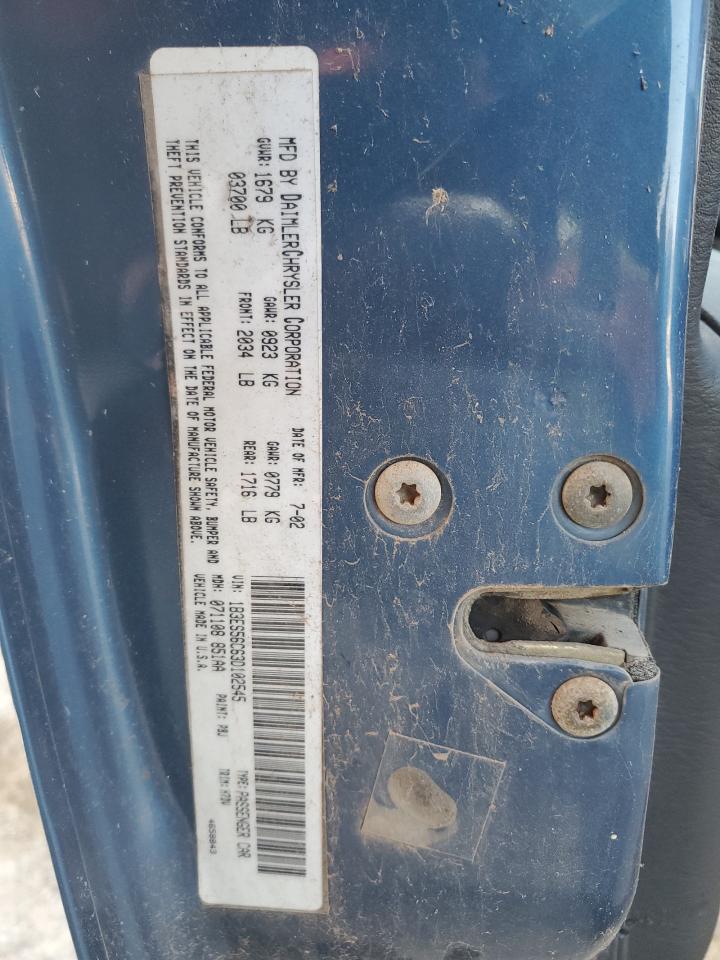 MFD BY DAIMLERCHRYSLER CORPORATION DATE OF MFR: 7-02
GVWR: 1679 KG GAWR: 0923 KG GAWR: 0779 KG
03700 LB FRONT: 2034 LB REAR: 1716 LB
THIS VEHICLE CONFORMS TO ALL APPLICABLE FEDERAL MOTOR VEHICLE SAFETY, BUMPER AND
THEFT PREVENTION STANDARDS IN EFFECT ON THE DATE OF MANUFACTURE SHOWN ABOVE.
VIN: 1B3ES56C63D102545 TYPE: PASSENGER CAR
MDH: 071108 051AA PAINT: PBJ TRIM:
VEHICLE MADE IN U.S.A. 4658843